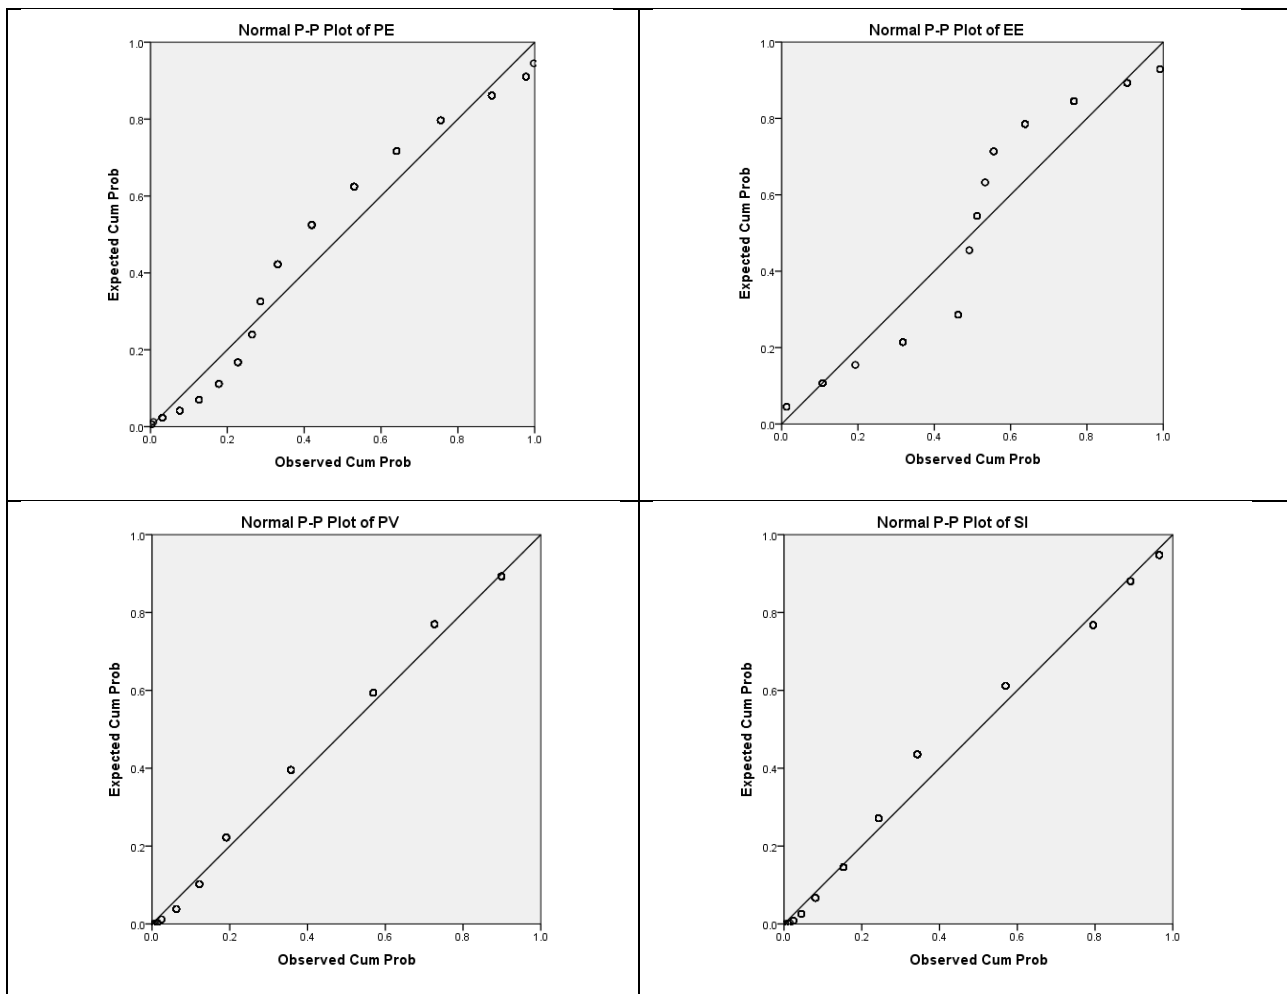 Normal P-P Plot of PE
1.0
0.8
0.6
0.4
0.2
0.0
0.0 0.2 0.4 0.6 0.8 1.0
Expected Cum Prob
Observed Cum Prob
Normal P-P Plot of EE
1.0
0.8
0.6
0.4
0.2
0.0
0.0 0.2 0.4 0.6 0.8 1.0
Expected Cum Prob
Observed Cum Prob
Normal P-P Plot of PV
1.0
0.8
0.6
0.4
0.2
0.0
0.0 0.2 0.4 0.6 0.8 1.0
Expected Cum Prob
Observed Cum Prob
Normal P-P Plot of SI
1.0
0.8
0.6
0.4
0.2
0.0
0.0 0.2 0.4 0.6 0.8 1.0
Expected Cum Prob
Observed Cum Prob